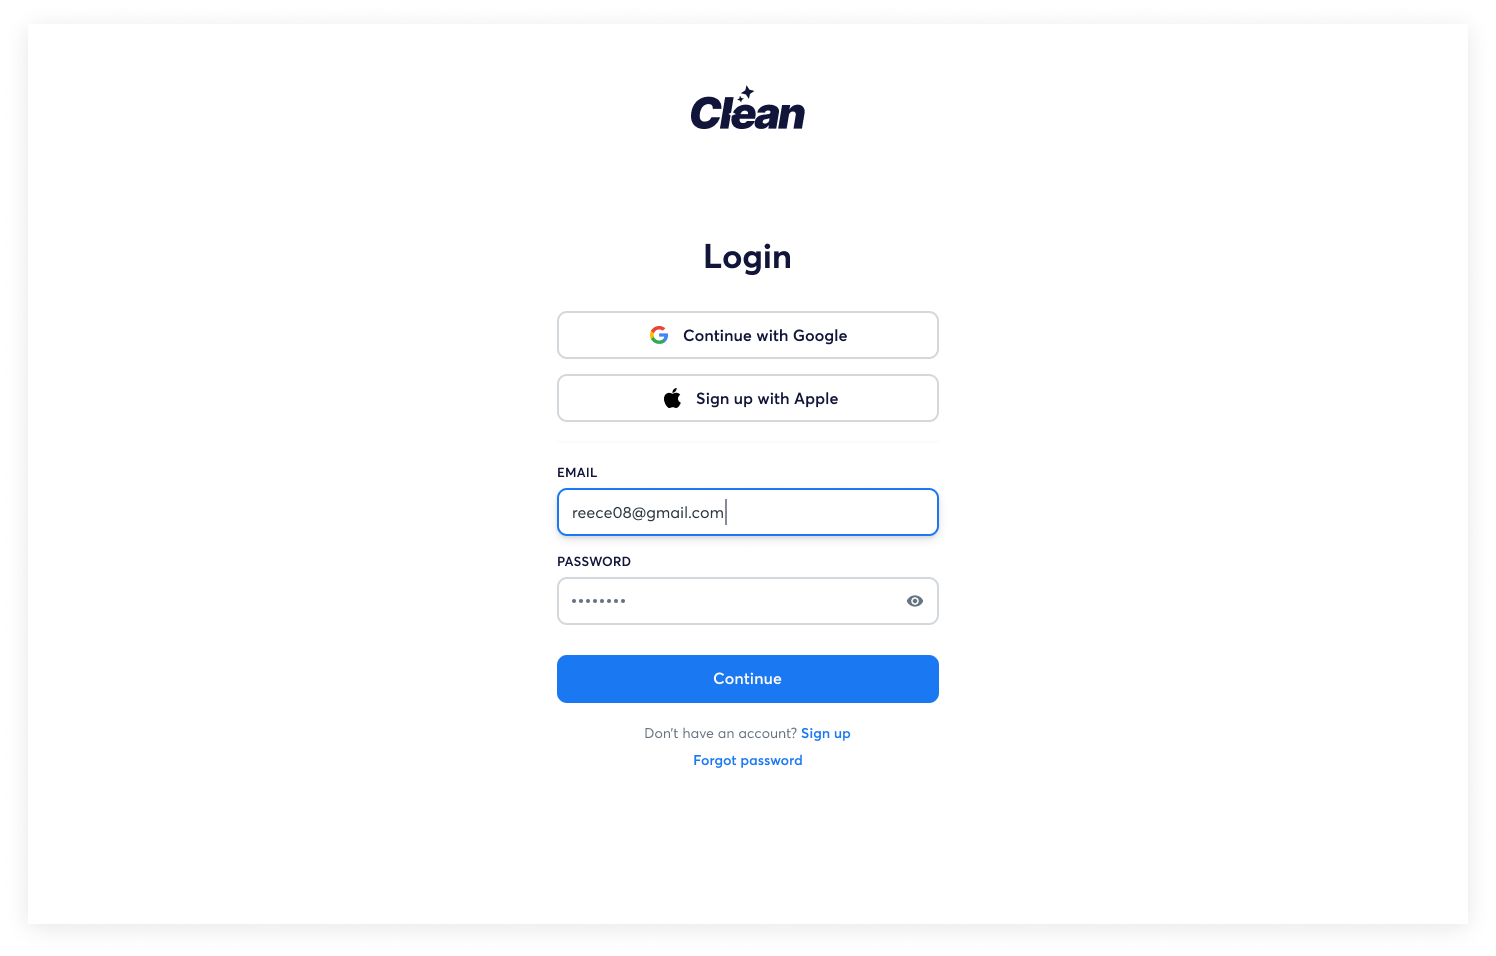 Clean
Login
Continue with Google
Sign up with Apple
EMAIL
reece08@gmail.com
PASSWORD
••••••••
Continue
Don't have an account? Sign up
Forgot password